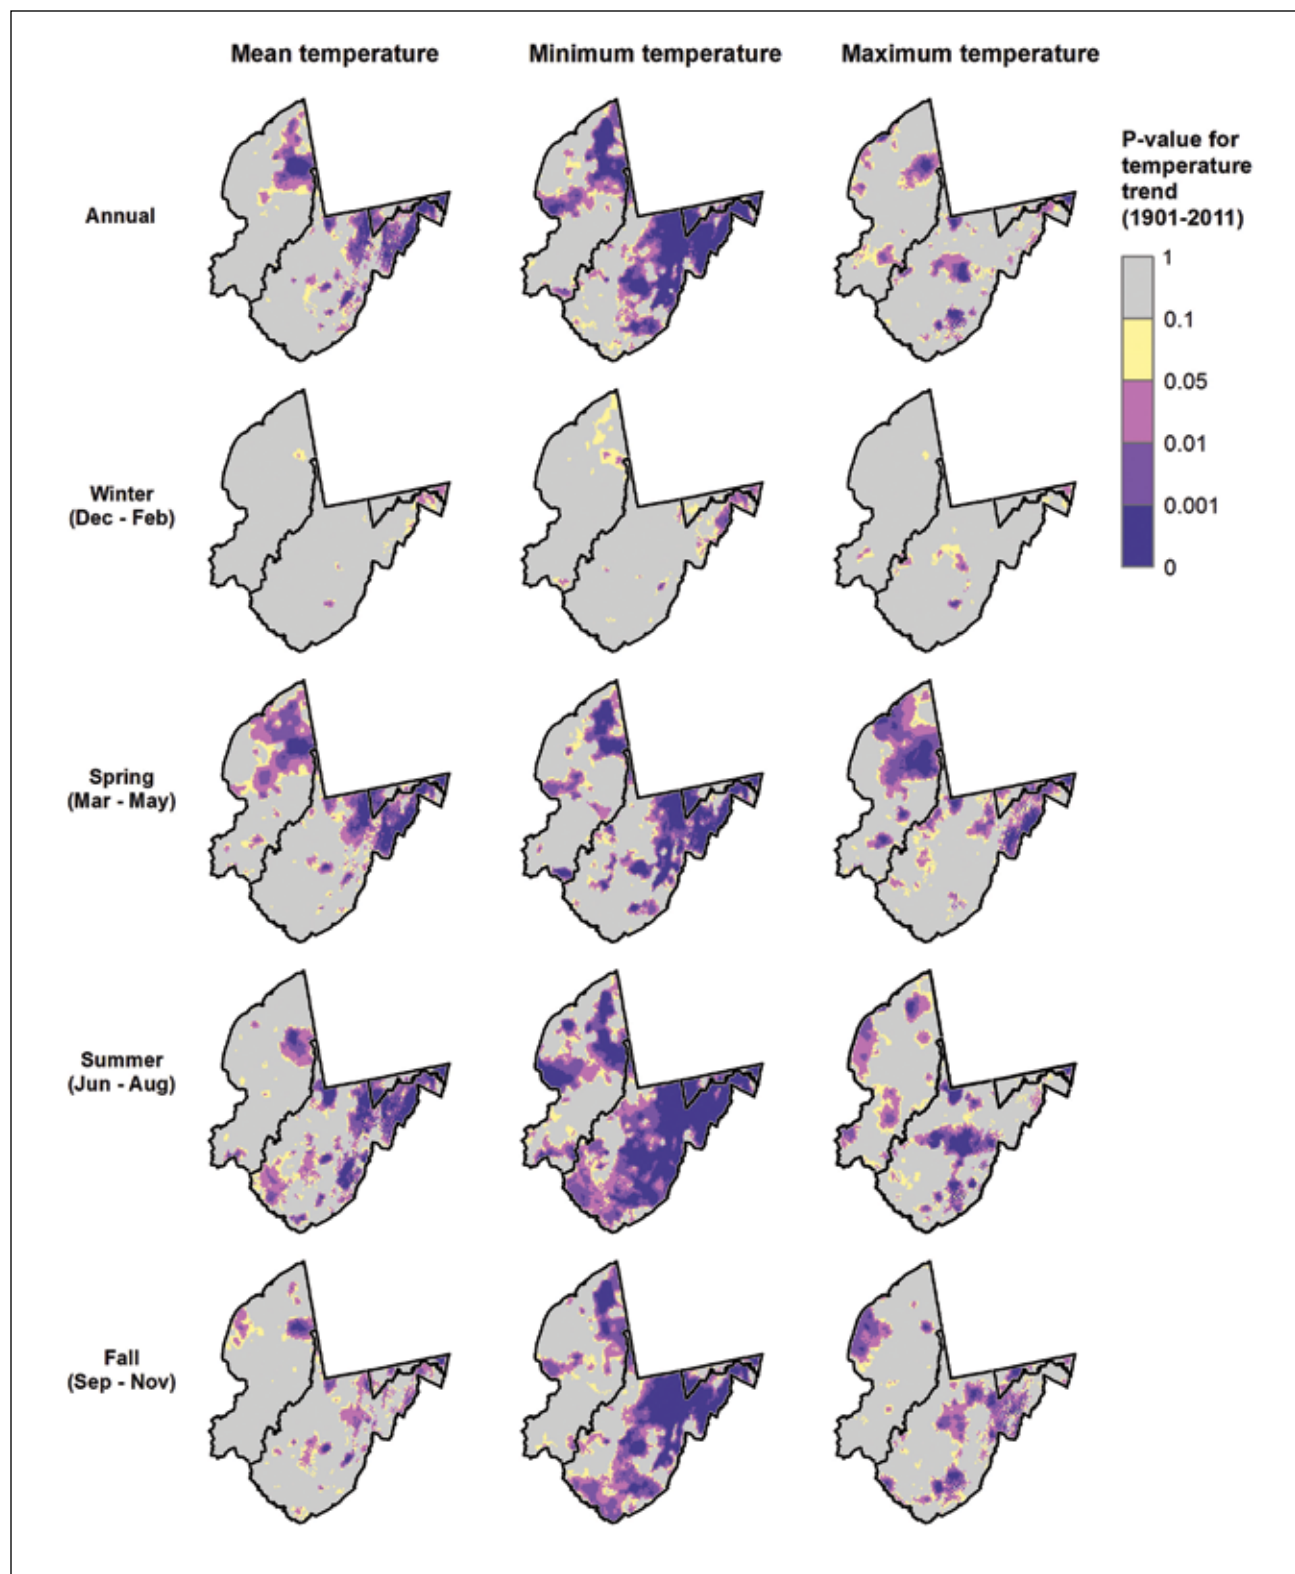 Mean temperature
Minimum temperature
Maximum temperature
P-value for
temperature
trend
(1901-2011)
1
0.1
0.05
0.01
0.001
0
Annual
Winter
(Dec - Feb)
Spring
(Mar - May)
Summer
(Jun - Aug)
Fall
(Sep - Nov)